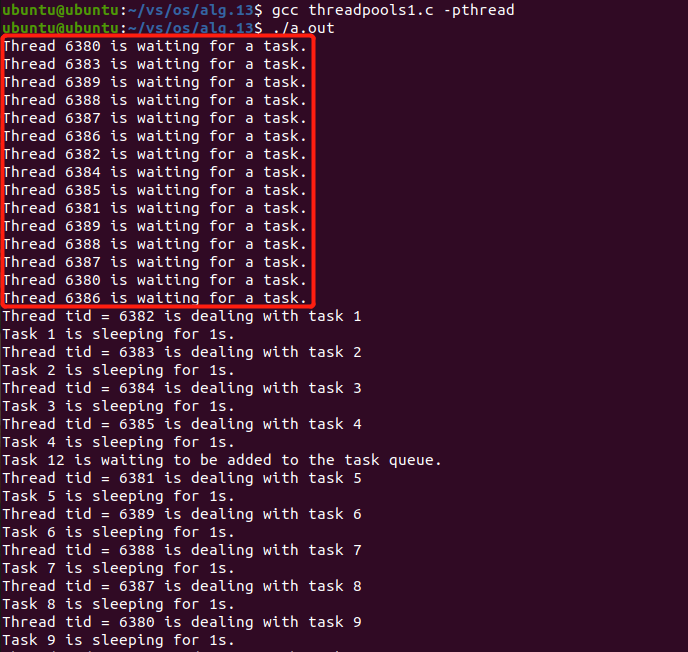 ubuntu@ubuntu:~/vs/os/alg.13$ gcc threadpools1.c -pthread
ubuntu@ubuntu:~/vs/os/alg.13$ ./a.out
Thread 6380 is waiting for a task.
Thread 6383 is waiting for a task.
Thread 6389 is waiting for a task.
Thread 6388 is waiting for a task.
Thread 6387 is waiting for a task.
Thread 6386 is waiting for a task.
Thread 6382 is waiting for a task.
Thread 6384 is waiting for a task.
Thread 6385 is waiting for a task.
Thread 6381 is waiting for a task.
Thread 6389 is waiting for a task.
Thread 6388 is waiting for a task.
Thread 6387 is waiting for a task.
Thread 6380 is waiting for a task.
Thread 6386 is waiting for a task.
Thread tid = 6382 is dealing with task 1
Task 1 is sleeping for 1s.
Thread tid = 6383 is dealing with task 2
Task 2 is sleeping for 1s.
Thread tid = 6384 is dealing with task 3
Task 3 is sleeping for 1s.
Thread tid = 6385 is dealing with task 4
Task 4 is sleeping for 1s.
Task 12 is waiting to be added to the task queue.
Thread tid = 6381 is dealing with task 5
Task 5 is sleeping for 1s.
Thread tid = 6389 is dealing with task 6
Task 6 is sleeping for 1s.
Thread tid = 6388 is dealing with task 7
Task 7 is sleeping for 1s.
Thread tid = 6387 is dealing with task 8
Task 8 is sleeping for 1s.
Thread tid = 6380 is dealing with task 9
Task 9 is sleeping for 1s.